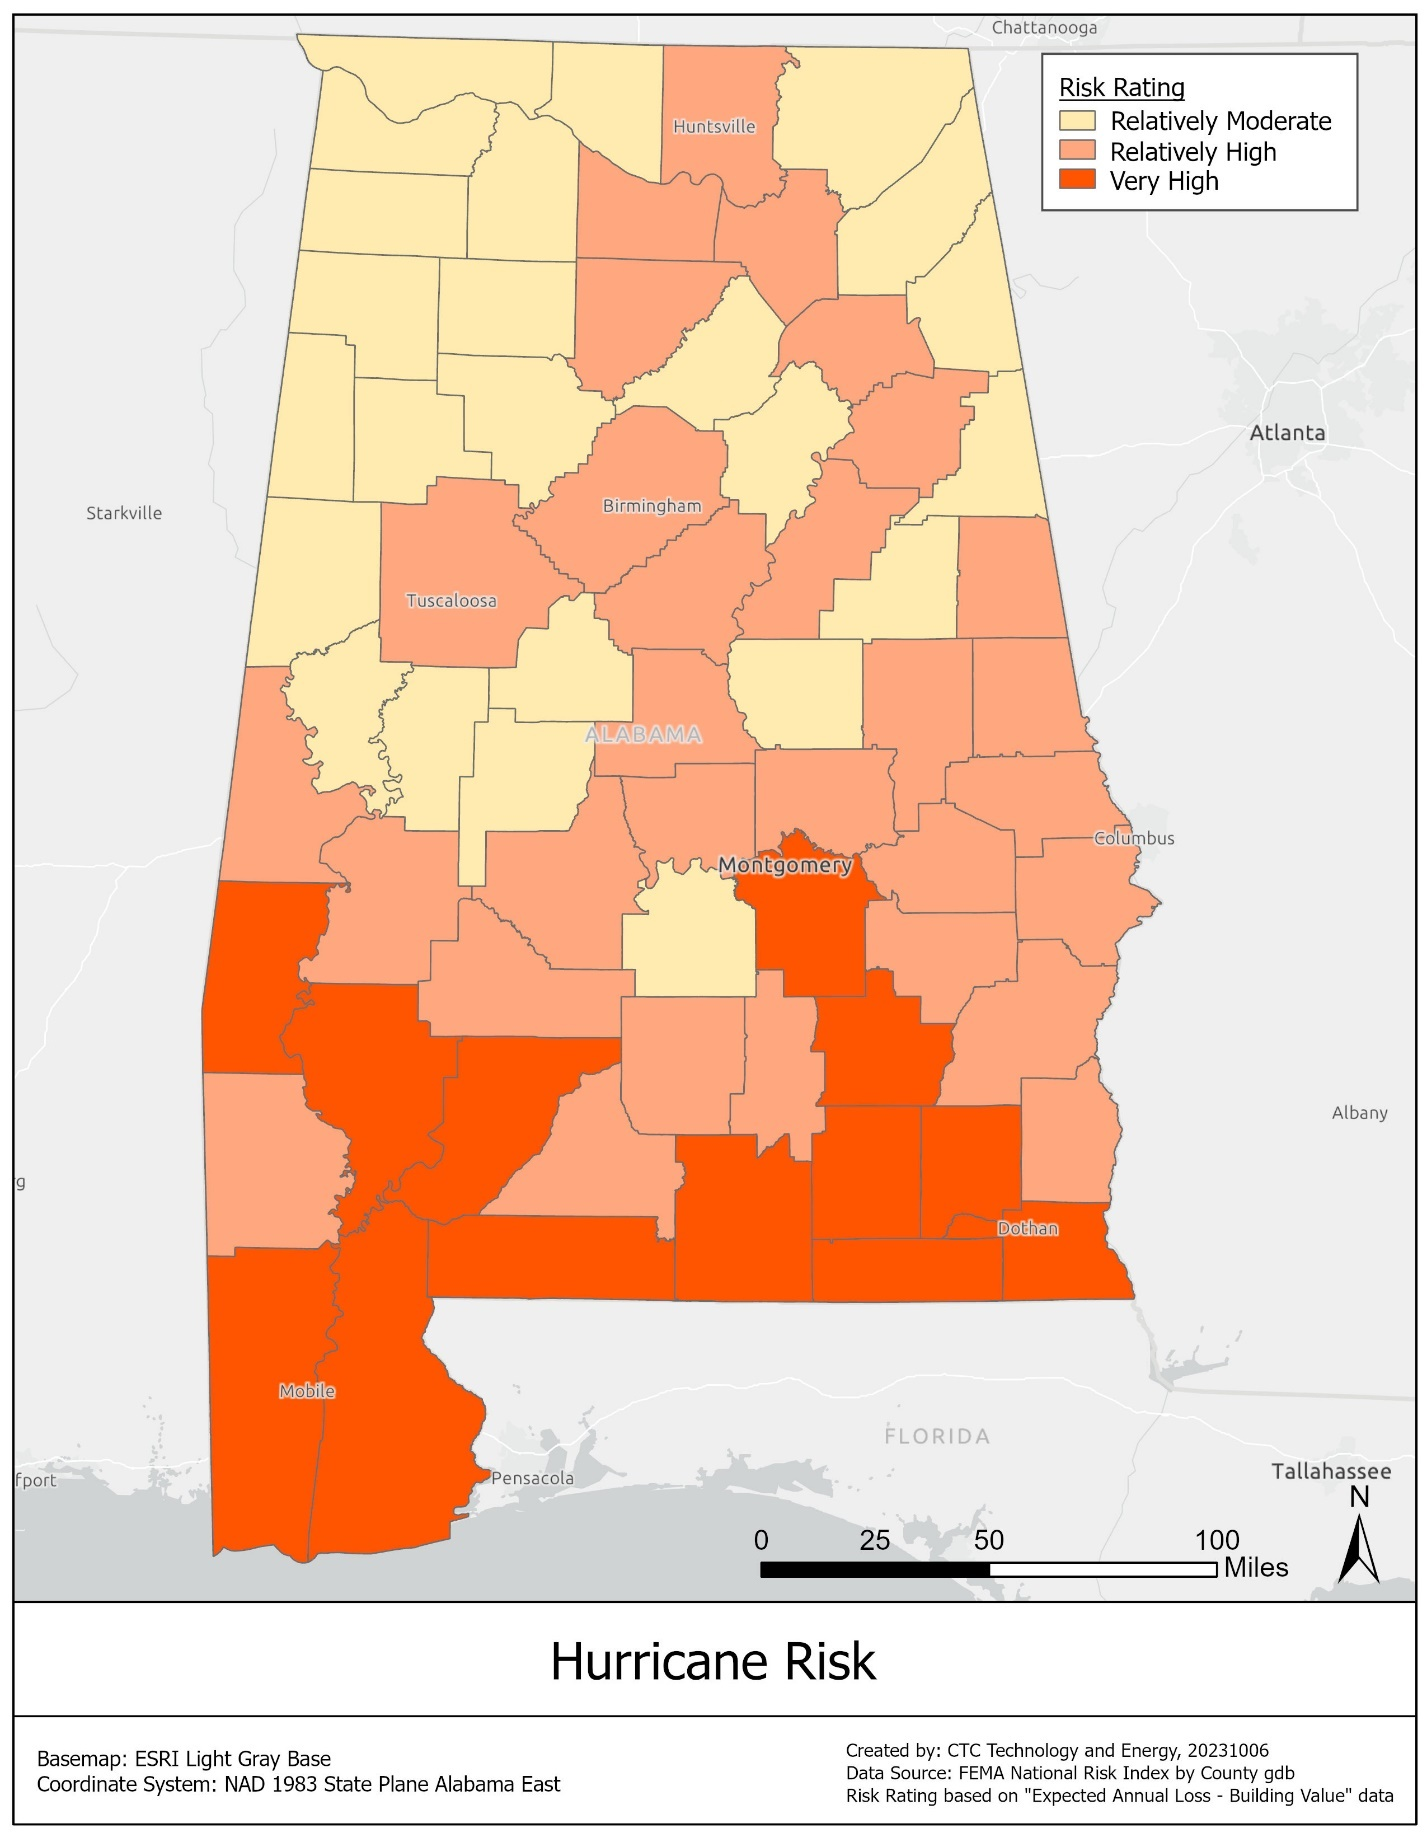 Chattanooga
Risk Rating
Relatively Moderate
Relatively High
Very High
Huntsville
Atlanta
Starkville
Birmingham
Tuscaloosa
ALABAMA
Columbus
Montgomery
Albany
g
Dothan
Mobile
FLORIDA
Pensacola
fport
Tallahassee
N
0 25 50 100
Miles
Hurricane Risk
Basemap: ESRI Light Gray Base
Coordinate System: NAD 1983 State Plane Alabama East
Created by: CTC Technology and Energy, 20231006
Data Source: FEMA National Risk Index by County gdb
Risk Rating based on "Expected Annual Loss - Building Value" data